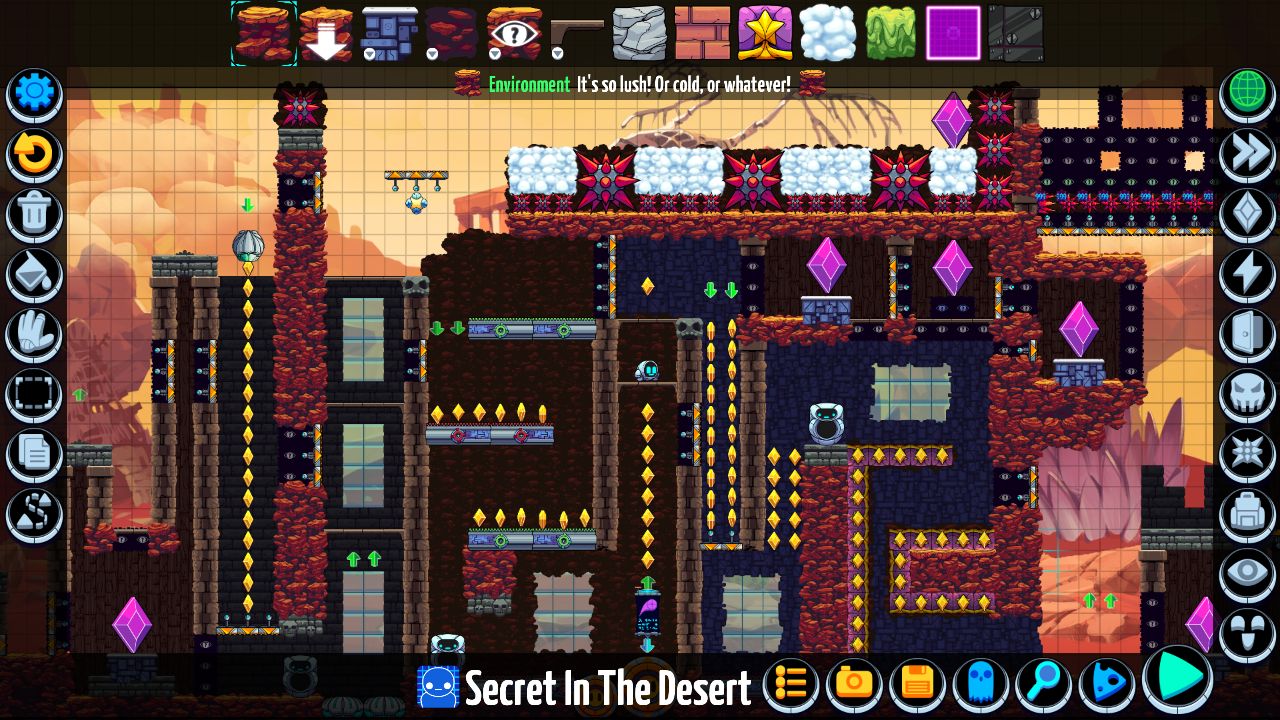 Environment It's so lush! Or cold, or whatever!
Secret In The Desert